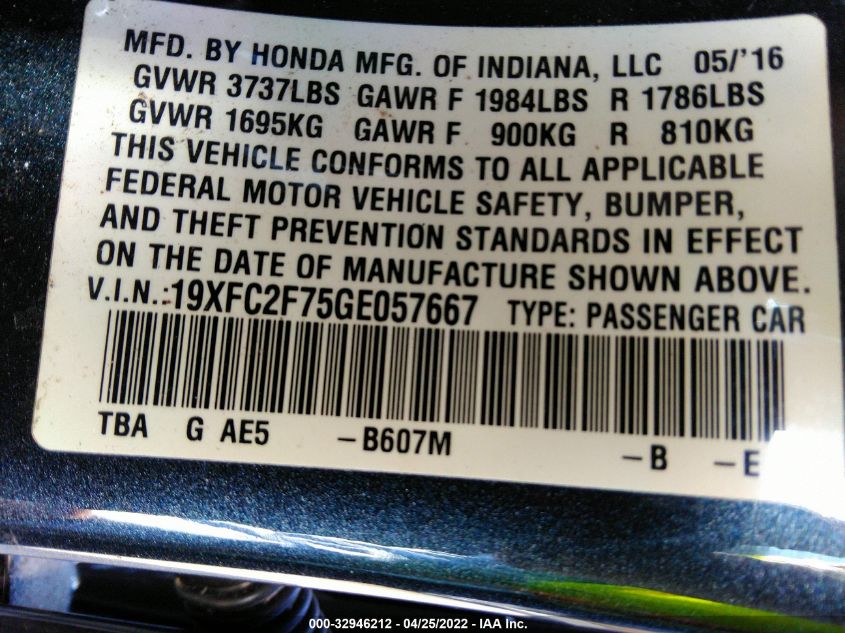 MFD. BY HONDA MFG. OF INDIANA, LLC 05/'16
GVWR 3737LBS GAWR F 1984LBS R 1786LBS
GVWR 1695KG GAWR F 900KG R 810KG
THIS VEHICLE CONFORMS TO ALL APPLICABLE
FEDERAL MOTOR VEHICLE SAFETY, BUMPER,
AND THEFT PREVENTION STANDARDS IN EFFECT
ON THE DATE OF MANUFACTURE SHOWN ABOVE.
V.I.N.:19XFC2F75GE057667 TYPE: PASSENGER CAR
TBA G AE5 -B607M -B -E
000-32946212 - 04/25/2022 - IAA Inc.